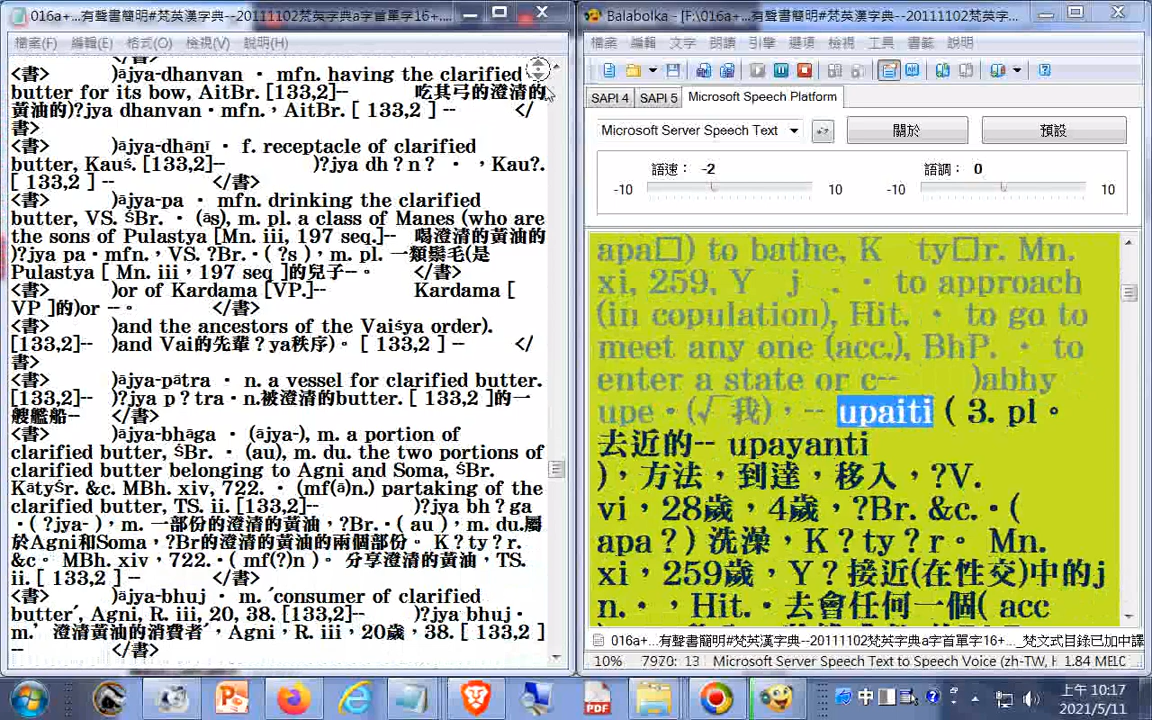 016a+...有聲書簡明#梵英漢字典--20111102梵英字典a字首單字16+...
檔案(F) 編輯(E) 格式(O) 檢視(V) 說明(H)
<書> )ājya-dhanvan • mfn. having the clarified
butter for its bow, AitBr. [133,2]-- 吃其弓的澄清的
黃油的)?jya dhanvan • mfn. , AitBr. [ 133,2 ] -- </
書>
<書> )ājya-dhānī • f. receptacle of clarified
butter, Kauś. [133,2]-- )?jya dh ? n ? • , Kau?.
[ 133,2 ] -- </書>
<書> )ājya-pa • mfn. drinking the clarified
butter, VS. ŚBr. • (ās), m. pl. a class of Manes (who are
the sons of Pulastya [Mn. iii, 197 seq.]-- 喝澄清的黃油的
)?jya pa • mfn. , VS. ?Br. • ( ?s ), m. pl. 一類鬃毛(是
Pulastya [ Mn. iii , 197 seq ]的兒子-- 。 </書>
<書> )or of Kardama [VP.]-- Kardama [
VP ]的)or -- 。 </書>
<書> )and the ancestors of the Vaiśya order).
[133,2]-- )and Vai的先輩 ? ya秩序) 。 [ 133,2 ] -- </
書>
<書> )ājya-pātra • n. a vessel for clarified butter.
[133,2]-- )?jya p ? tra • n.被澄清的butter. [ 133,2 ]的一
艘艦船-- </書>
<書> )ājya-bhāga • (ājya-), m. a portion of
clarified butter, ŚBr. • (au), m. du. the two portions of
clarified butter belonging to Agni and Soma, ŚBr.
KātyŚr. &c. MBh. xiv, 722. • (mf(ā)n.) partaking of the
clarified butter, TS. ii. [133,2]-- )?jya bh ? ga
• ( ?jya- ) , m. 一部份的澄清的黃油 , ?Br. • ( au ) , m. du.屬
於Agni和Soma , ?Br的澄清的黃油的兩個部份。 K ? ty ? r.
&c. MBh. xiv , 722. • ( mf(?)n )。 分享澄清的黃油 , TS.
ii. [ 133,2 ] -- </書>
<書> )ājya-bhuj • m. ´consumer of clarified
butter´, Agni, R. iii, 20, 38. [133,2]-- )?jya bhuj •
m.´ 澄清黃油的消費者´ , Agni , R. iii , 20歲 , 38. [ 133,2 ]
-- </書>
Balabolka - [F:\016a+...有聲書簡明#梵英漢字典--20111102梵英字...
檔案 編輯 文字 朗讀 引擎 選項 檢視 工具 書籤 說明
SAPI 4 SAPI 5 Microsoft Speech Platform
Microsoft Server Speech Text 關於 預設
語速: -2 語調: 0
-10 10 -10 10
apa□) to bathe, K ty□r. Mn.
xi, 259, Y j . • to approach
(in copulation), Hit. • to go to
meet any one (acc.), BhP. • to
enter a state or c-- )abhy
upe • (√ 我) , -- upaiti ( 3. pl 。
去近的-- upayanti
) , 方法 , 到達 , 移入 , ?V.
vi , 28歲 , 4歲 , ?Br. &c. • (
apa ? ) 洗澡 , K ? ty ? r 。 Mn.
xi , 259歲 , Y ? 接近(在性交)中的j
n. • , Hit. • 去會任何一個( acc
016a+...有聲書簡明#梵英漢字典--20111102梵英字典a字首單字16+..._梵文式目錄已加中譯
10% 7970: 13 Microsoft Server Speech Text to Speech Voice (zh-TW, H 1.84 MELC
中
上午 10:17
2021/5/11